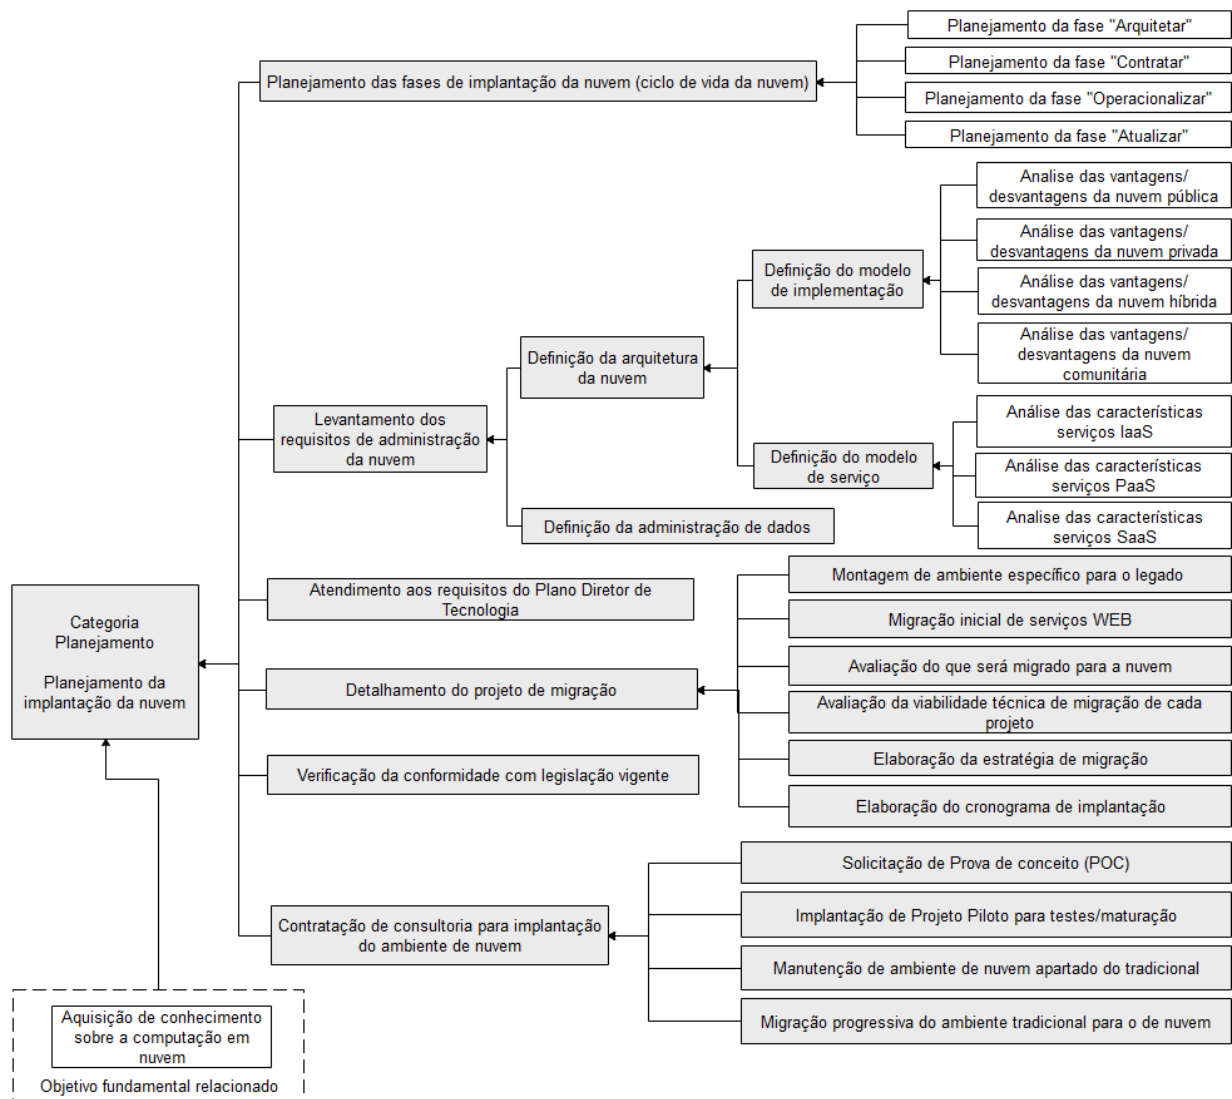 Planejamento da fase "Arquitetar"
Planejamento da fase "Contratar"
Planejamento das fases de implantação da nuvem (ciclo de vida da nuvem)
Planejamento da fase "Operacionalizar"
Planejamento da fase "Atualizar"
Analise das vantagens/
desvantagens da nuvem pública
Análise das vantagens/
desvantagens da nuvem privada
Definição do modelo
de implementação
Análise das vantagens/
desvantagens da nuvem híbrida
Análise das vantagens/
desvantagens da nuvem
comunitária
Definição da arquitetura
da nuvem
Levantamento dos
requisitos de administração
da nuvem
Análise das característícas
serviços IaaS
Definição do modelo
de serviço
Análise das característícas
serviços PaaS
Analise das característícas
serviços SaaS
Definição da administração de dados
Categoria
Planejamento
Planejamento da
implantação da nuvem
Atendimento aos requisitos do Plano Diretor de
Tecnologia
Montagem de ambiente específico para o legado
Migração inicial de serviços WEB
Avaliação do que será migrado para a nuvem
Detalhamento do projeto de migração
Avaliação da viabilidade técnica de migração de cada
projeto
Elaboração da estratégia de migração
Verificação da conformidade com legislação vigente
Elaboração do cronograma de implantação
Solicitação de Prova de conceito (POC)
Contratação de consultoria para implantação
do ambiente de nuvem
Implantação de Projeto Piloto para testes/maturação
Manutenção de ambiente de nuvem apartado do tradicional
Migração progressiva do ambiente tradicional para o de nuvem
Aquisição de conhecimento
sobre a computação em
nuvem
Objetivo fundamental relacionado